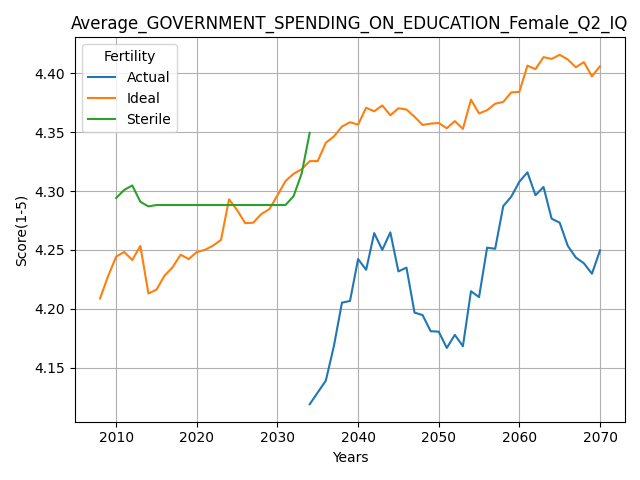 Average_GOVERNMENT_SPENDING_ON_EDUCATION_Female_Q2_IQ
Fertility
Actual
Ideal
Sterile
4.40
4.35
4.30
4.25
4.20
4.15
Score(1-5)
2010 2020 2030 2040 2050 2060 2070
Years